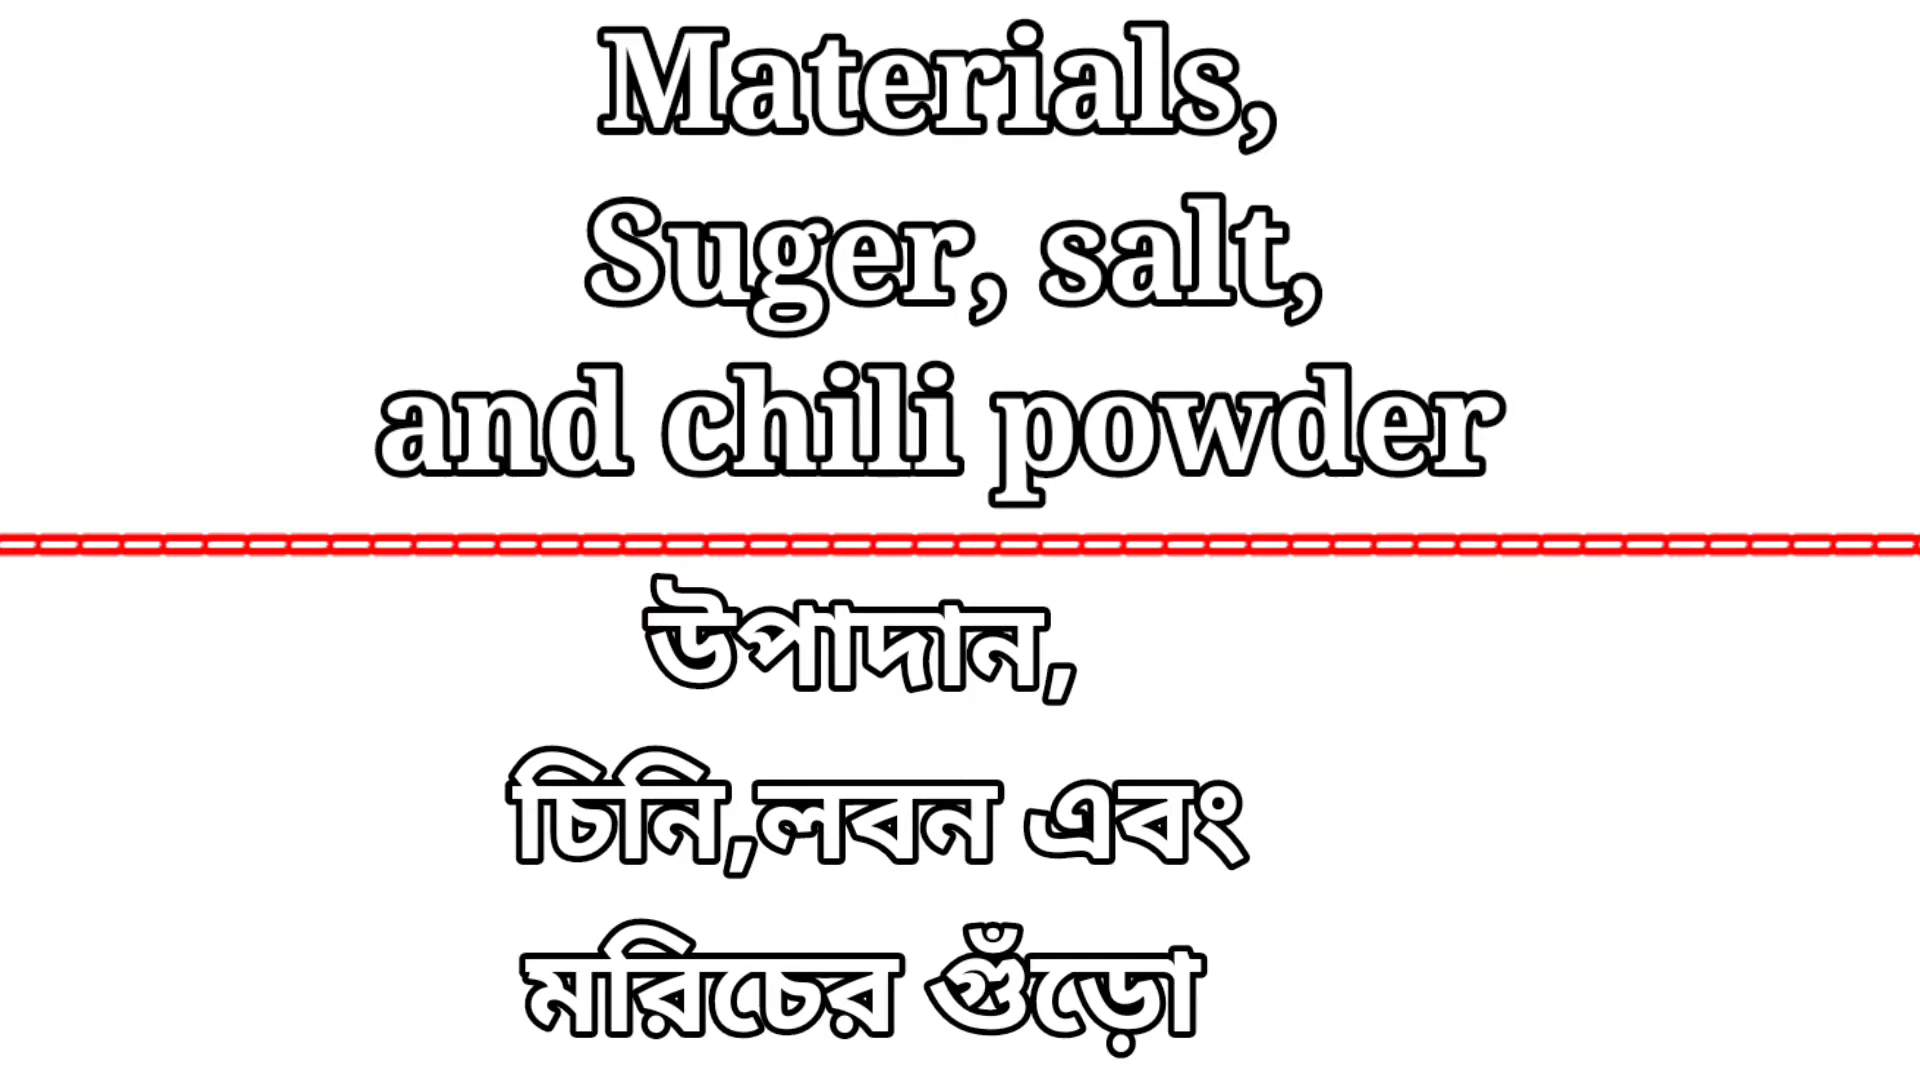 Materials,
Suger, salt,
and chili powder
উপাদান,
চিনি,লবন এবং
মরিচের গুঁড়ো